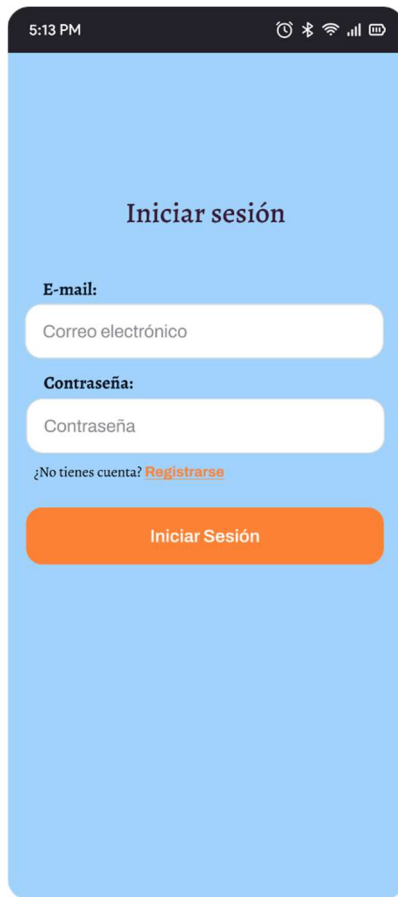 5:13 PM
Iniciar sesión
E-mail:
Correo electrónico
Contraseña:
Contraseña
¿No tienes cuenta? Registrarse
Iniciar Sesión